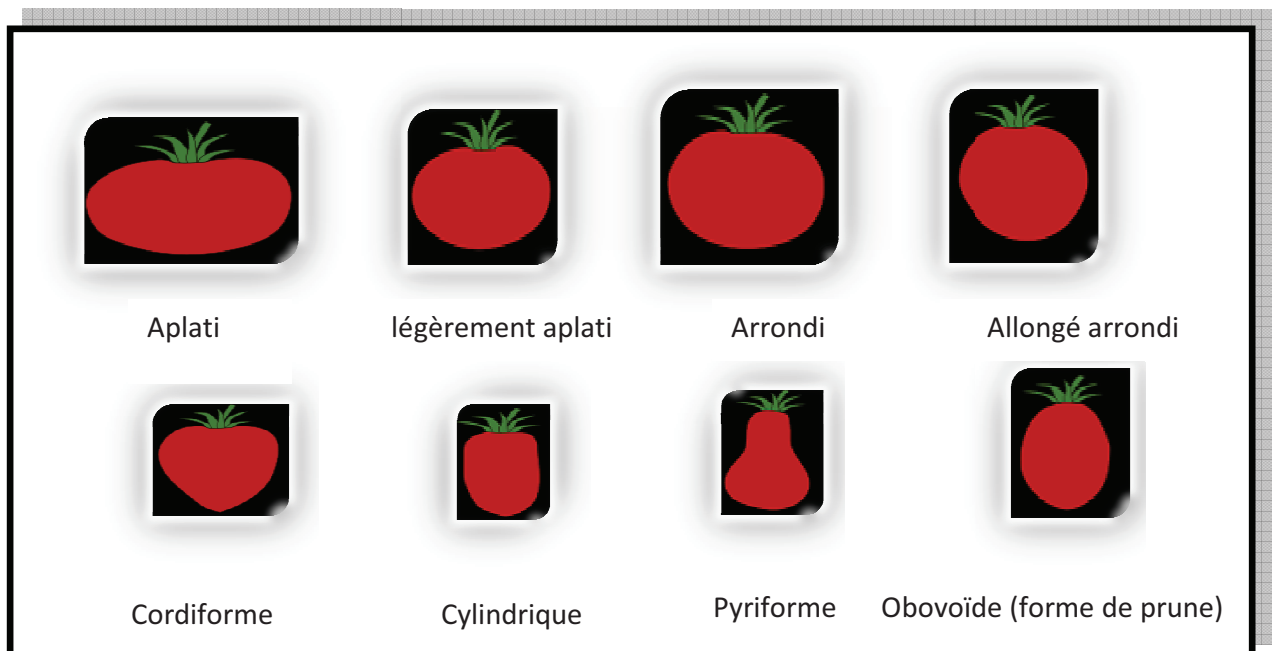 Aplati légèrement aplati Arrondi Allongé arrondi
Cordiforme Cylindrique Pyriforme Obovoïde (forme de prune)